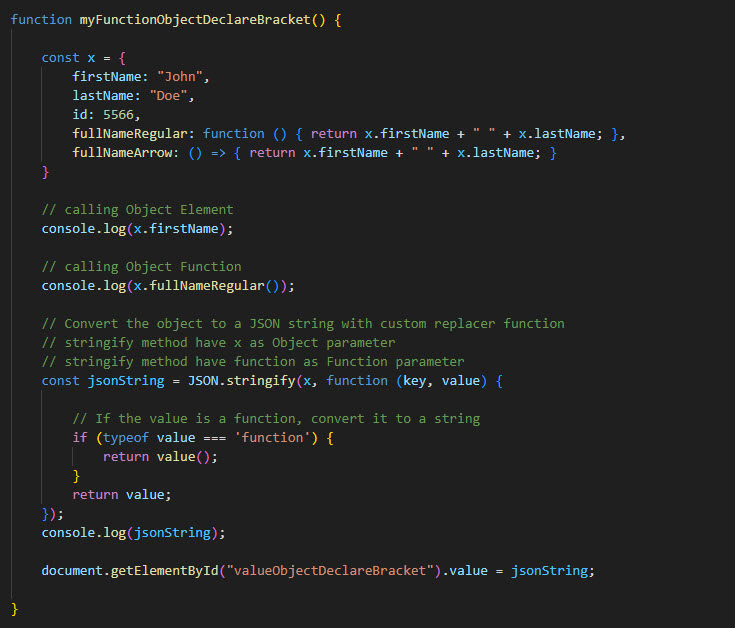 function myFunctionObjectDeclareBracket() {
const x = {
firstName: "John",
lastName: "Doe",
id: 5566,
fullNameRegular: function () { return x.firstName + " " + x.lastName; },
fullNameArrow: () => { return x.firstName + " " + x.lastName; }
}
// calling Object Element
console.log(x.firstName);
// calling Object Function
console.log(x.fullNameRegular());
// Convert the object to a JSON string with custom replacer function
// stringify method have x as Object parameter
// stringify method have function as Function parameter
const jsonString = JSON.stringify(x, function (key, value) {
// If the value is a function, convert it to a string
if (typeof value === 'function') {
return value();
}
return value;
});
console.log(jsonString);
document.getElementById("valueObjectDeclareBracket").value = jsonString;
}